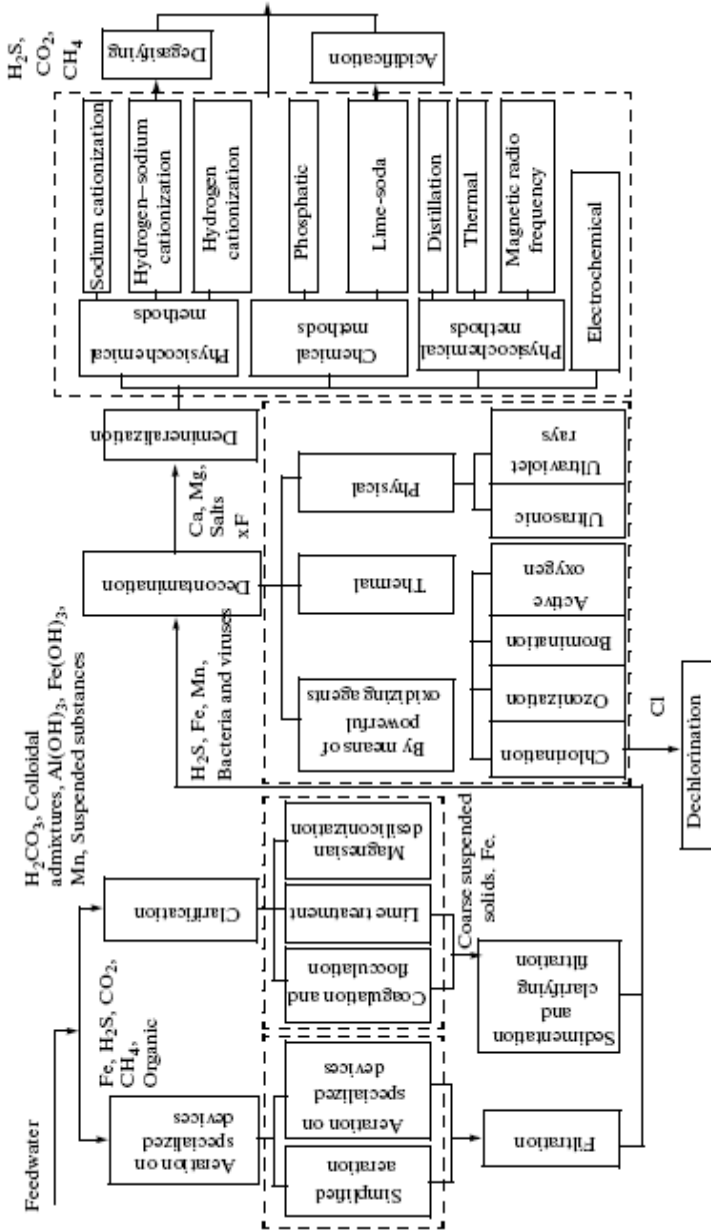 Feedwater
Fe, H₂S, CO₂,
CH₄,
Organic
H₂CO₃, Colloidal
admixtures, Al(OH)₃, Fe(OH)₃,
Mn, Suspended substances
Aeration on
specialized
devices
Simplified
aeration
Aeration on
specialized
devices
Filtration
Clarification
Coagulation and
flocculation
Lime treatment
Magnesian
desiliconization
Coarse suspended
solids. Fe.
Sedimentation
and
clarifying
filtration
H₂S, Fe, Mn,
Bacteria and viruses
Decontamination
By means of
powerful
oxidizing agents
Thermal
Physical
Chlorination
Ozonization
Bromination
Active
oxygen
Ultrasonic
Ultraviolet
rays
Cl
Dechlorination
Ca, Mg,
Salts
xF
Demineralization
Physicochemical
methods
Chemical
methods
Physicochemical
methods
Electrochemical
Sodium cationization
Hydrogen–sodium
cationization
Hydrogen
cationization
Phosphatic
Lime-soda
Distillation
Thermal
Magnetic radio
frequency
H₂S,
CO₂,
CH₄
Degasifying
Acidification